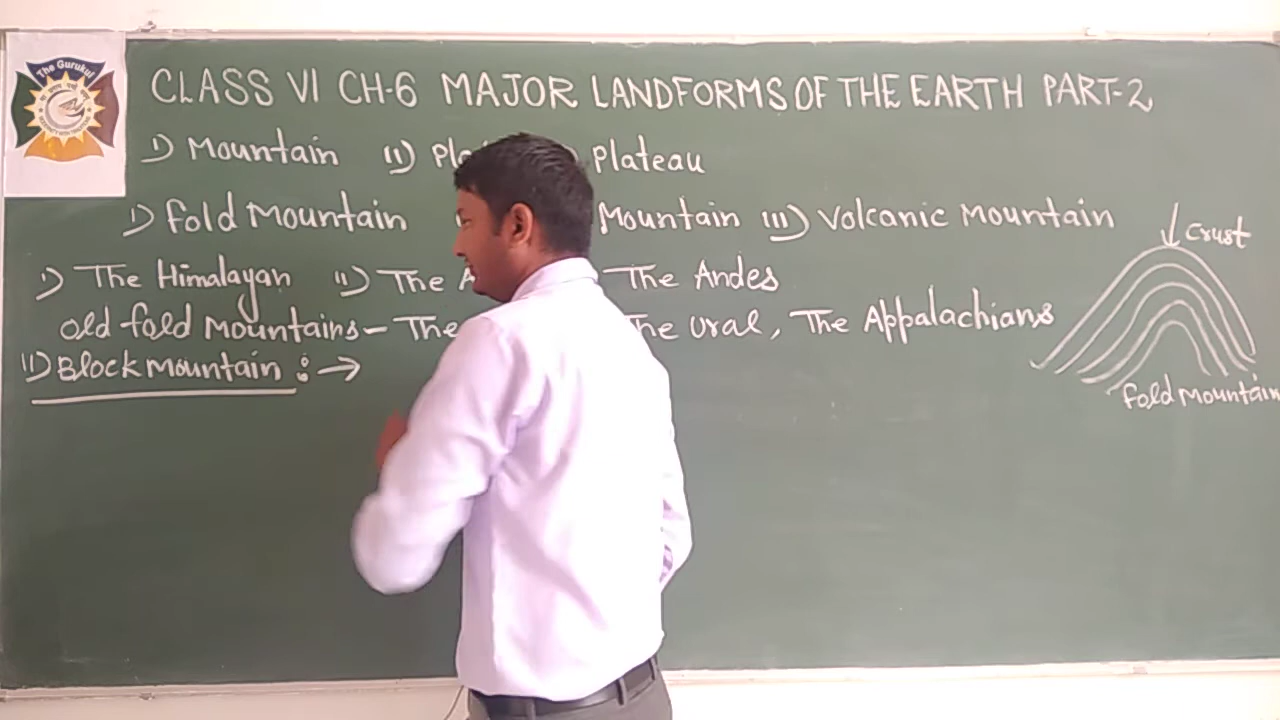 The Gurukul
CLASS VI CH-6 MAJOR LANDFORMS OF THE EARTH PART-2
i) Mountain ii) Pla Plateau
i) Fold Mountain Mountain iii) Volcanic Mountain
Crust
i) The Himalayan ii) The A The Andes
old fold Mountains - The The Ural, The Appalachians
ii) Block mountain : →
Fold Mountain